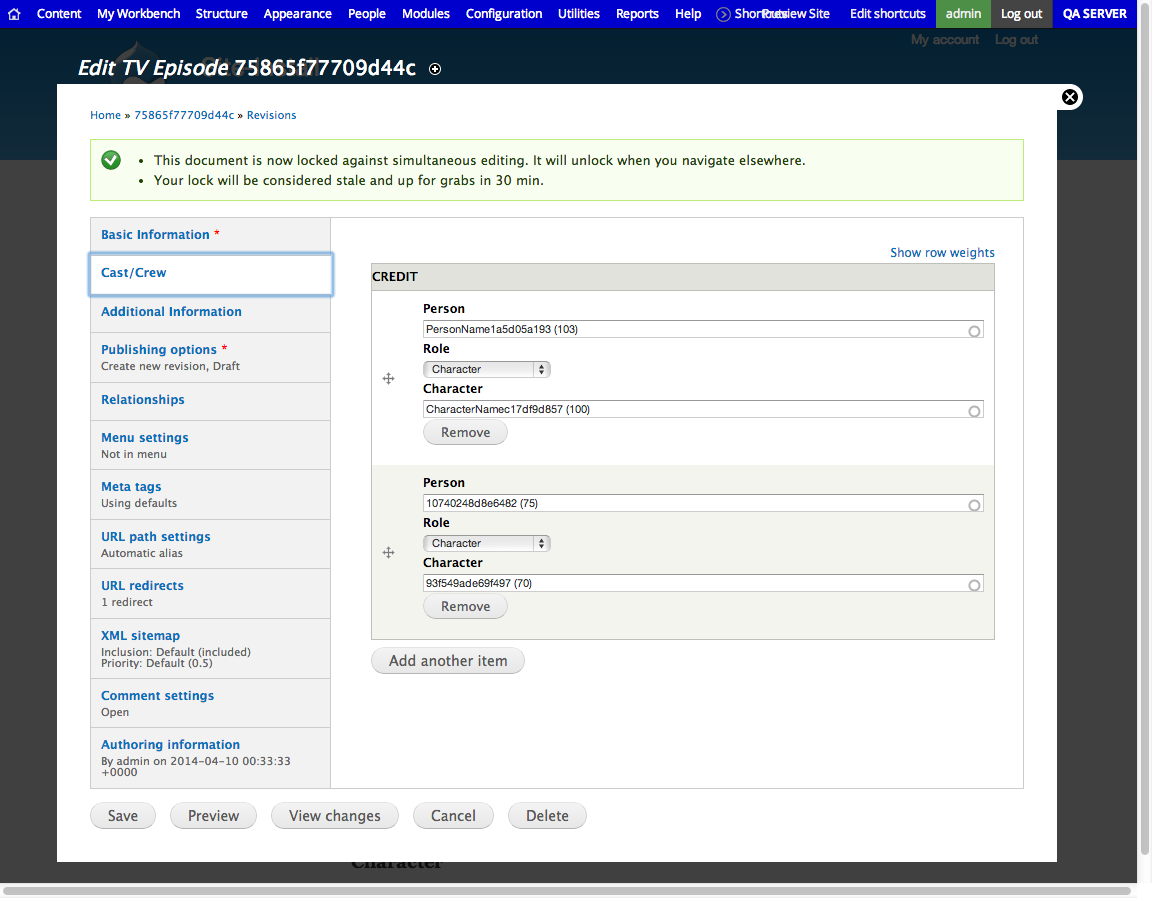 Content My Workbench Structure Appearance People Modules Configuration Utilities Reports Help Shortcuts Preview Site Edit shortcuts admin Log out QA SERVER
My account Log out
Edit TV Episode 75865f77709d44c
Home » 75865f77709d44c » Revisions
• This document is now locked against simultaneous editing. It will unlock when you navigate elsewhere.
• Your lock will be considered stale and up for grabs in 30 min.
Basic Information *
Cast/Crew
Additional Information
Publishing options *
Create new revision, Draft
Relationships
Menu settings
Not in menu
Meta tags
Using defaults
URL path settings
Automatic alias
URL redirects
1 redirect
XML sitemap
Inclusion: Default (included)
Priority: Default (0.5)
Comment settings
Open
Authoring information
By admin on 2014-04-10 00:33:33
+0000
Show row weights
CREDIT
Person
PersonName1a5d05a193 (103)
Role
Character
Character
CharacterNamec17df9d857 (100)
Remove
Person
10740248d8e6482 (75)
Role
Character
Character
93f549ade69f497 (70)
Remove
Add another item
Save Preview View changes Cancel Delete
Character